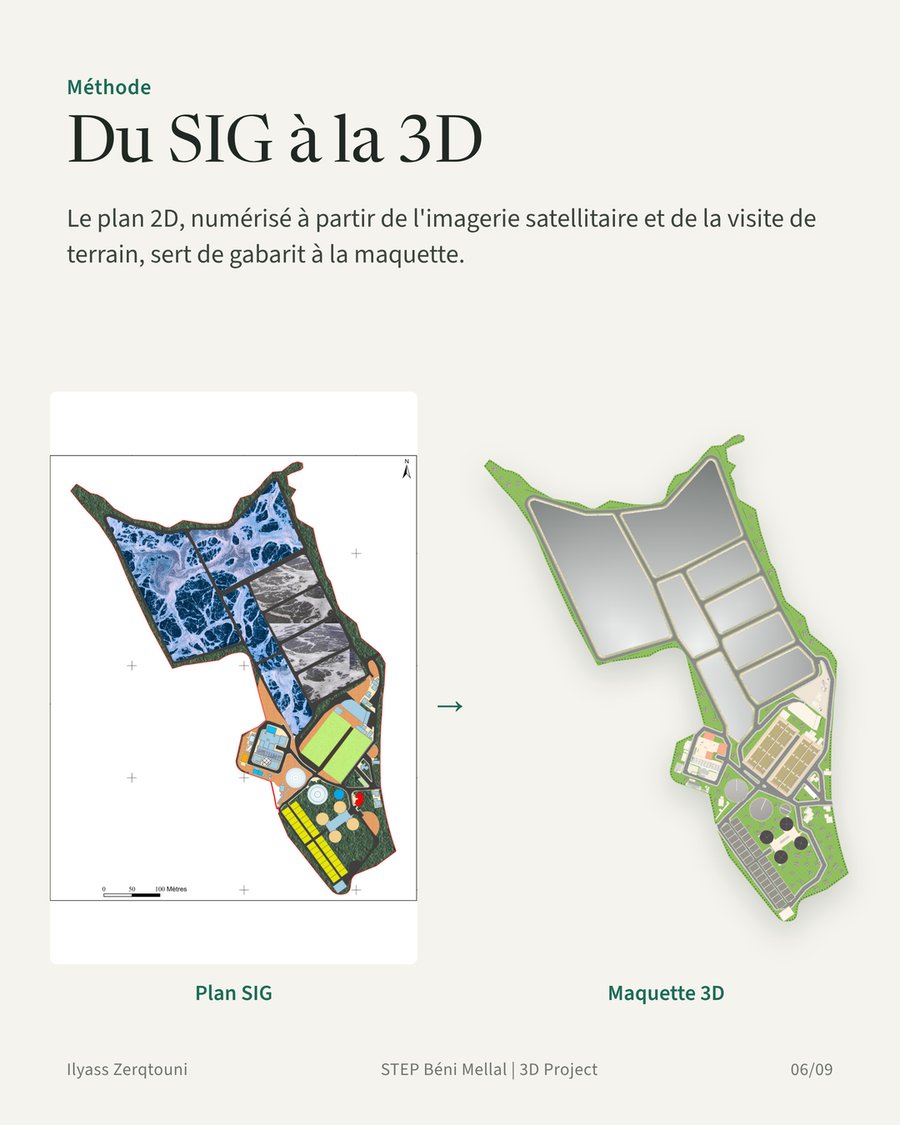 Méthode
Du SIG à la 3D
Le plan 2D, numérisé à partir de l'imagerie satellitaire et de la visite de
terrain, sert de gabarit à la maquette.
N
0 50 100 Mètres
→
Plan SIG
Maquette 3D
Ilyass Zerqtouni
STEP Béni Mellal | 3D Project
06/09